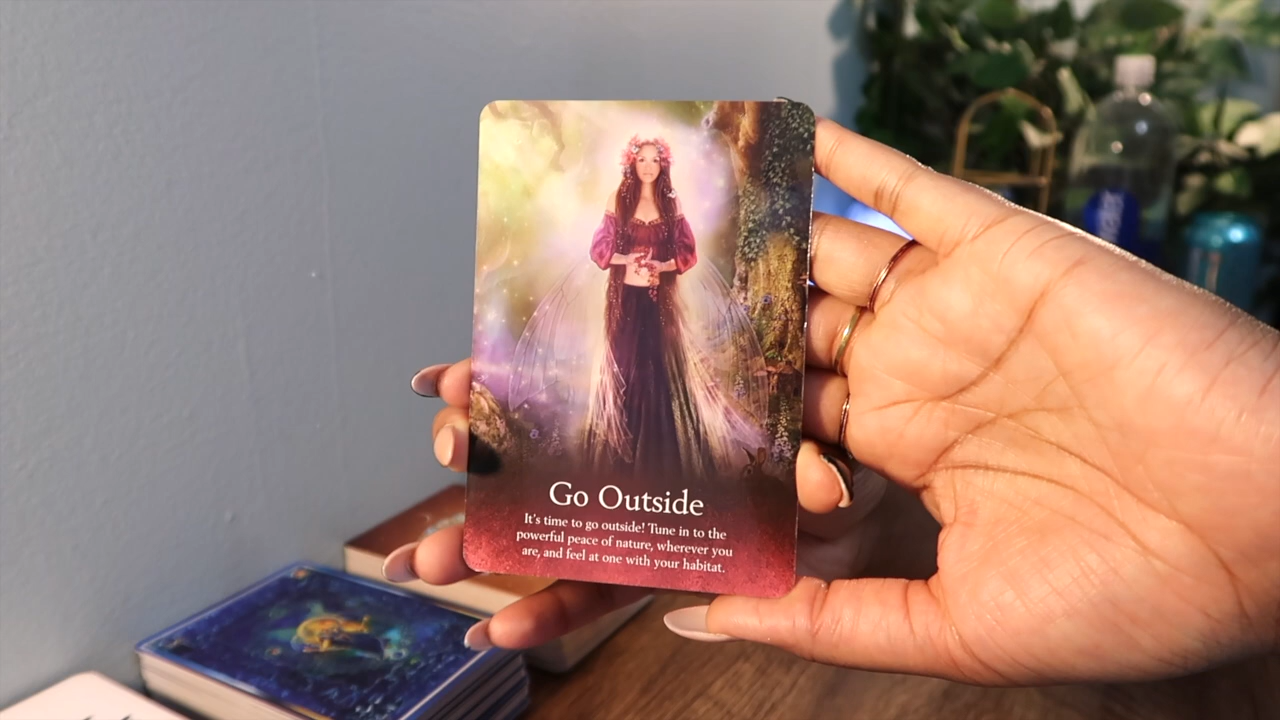 Go Outside
It's time to go outside! Tune in to the
powerful peace of nature, wherever you
are, and feel at one with your habitat.